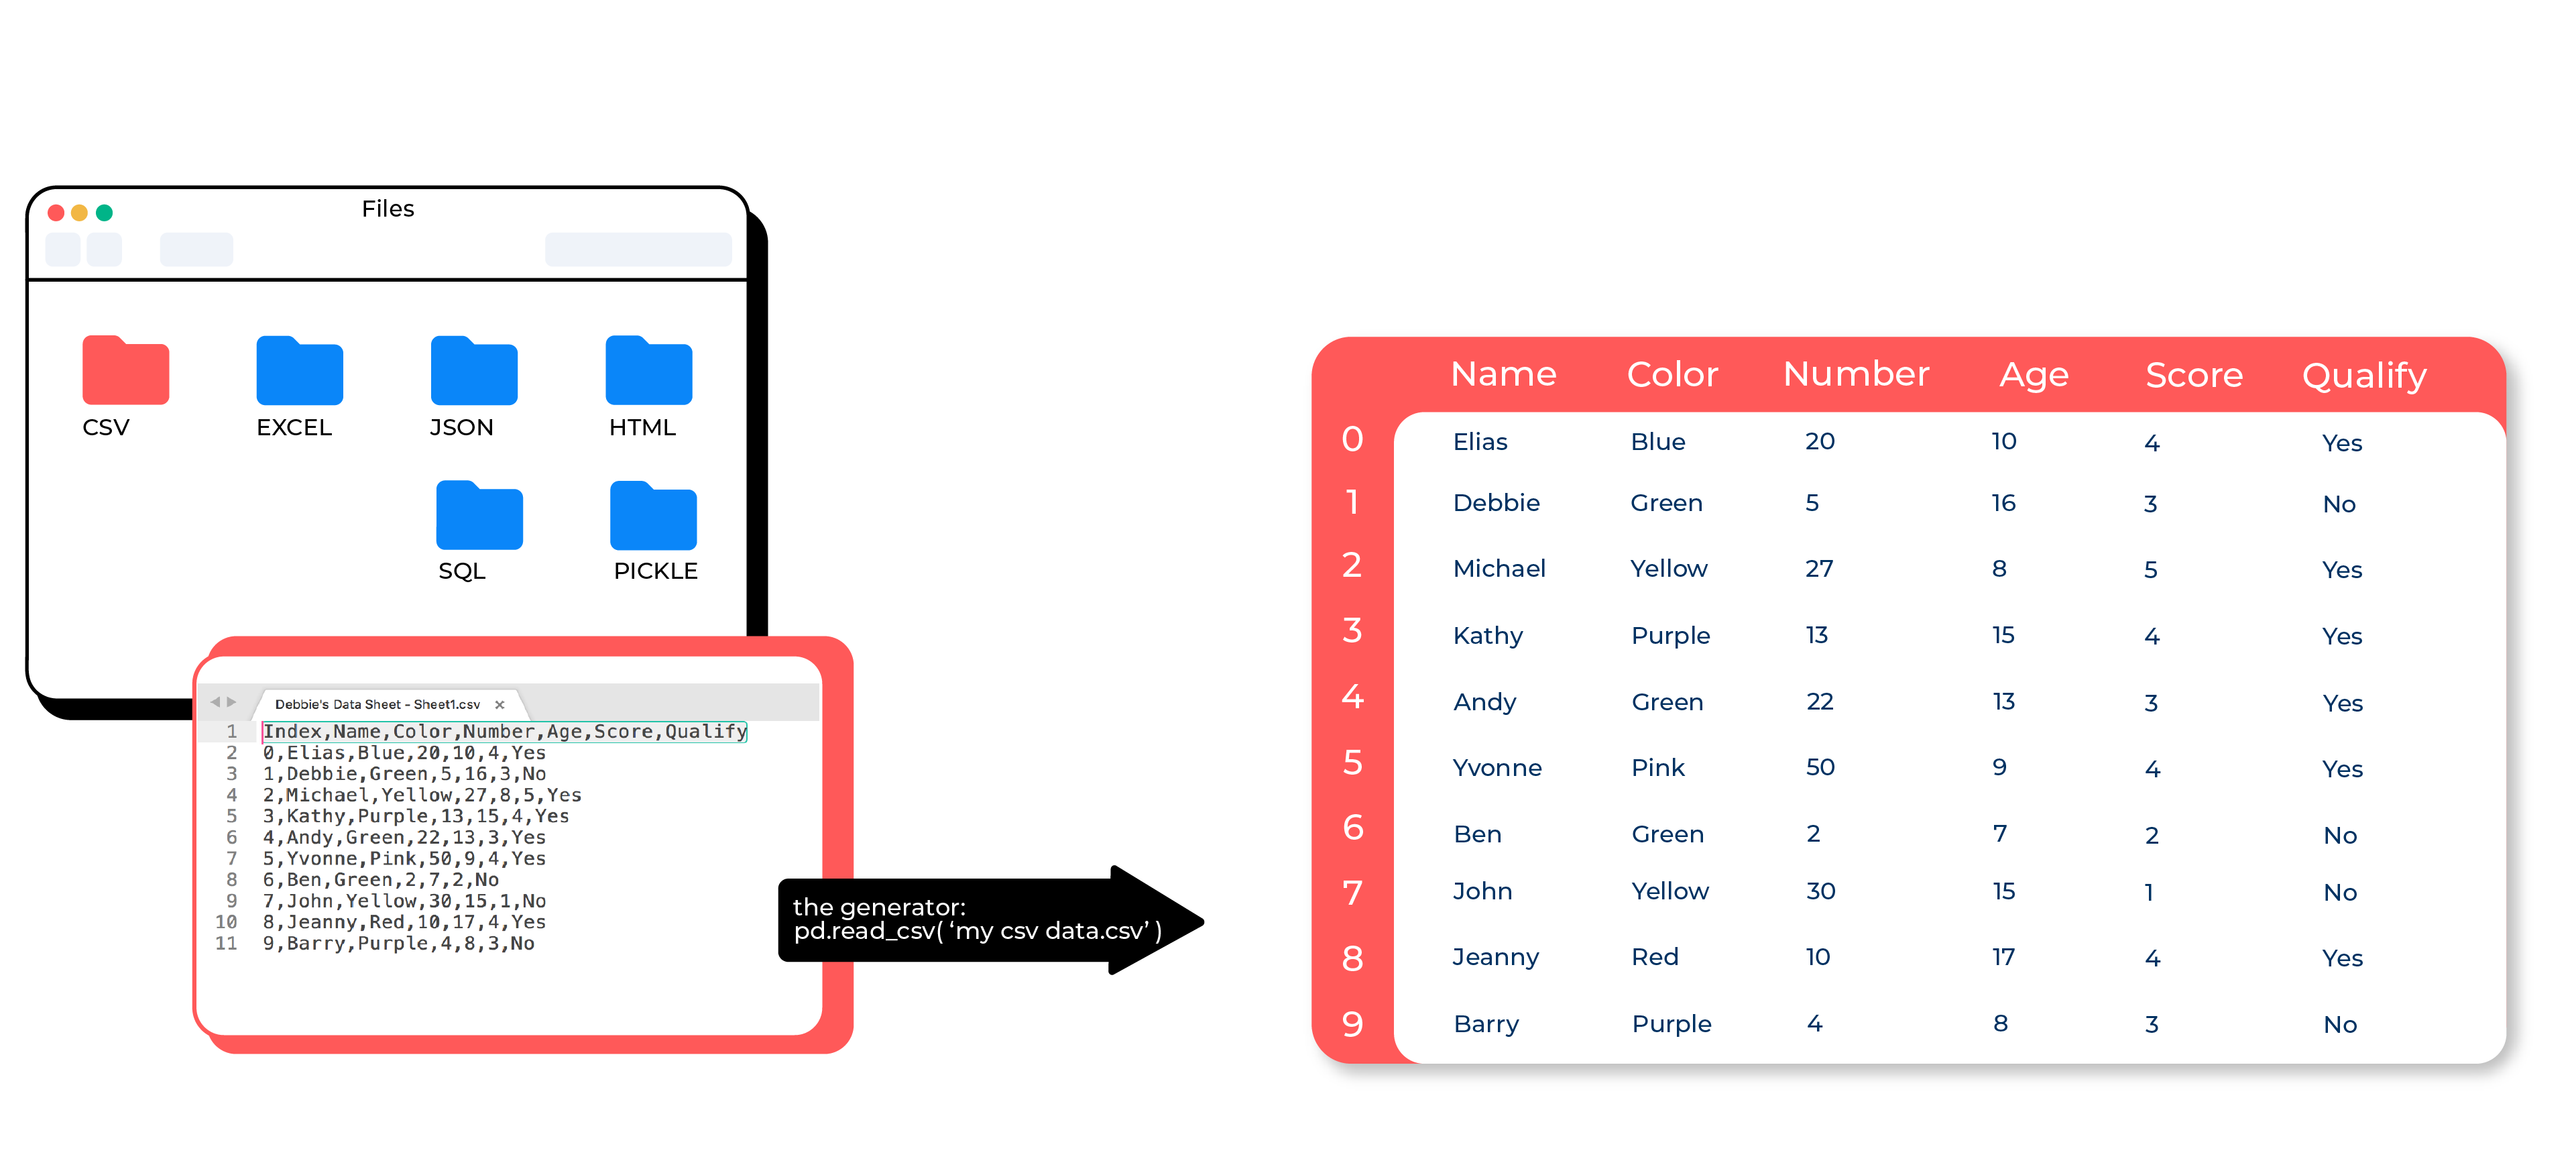 Files
CSV EXCEL JSON HTML
SQL PICKLE
Debbie's Data Sheet - Sheet1.csv ×
1 Index,Name,Color,Number,Age,Score,Qualify
2 0,Elias,Blue,20,10,4,Yes
3 1,Debbie,Green,5,16,3,No
4 2,Michael,Yellow,27,8,5,Yes
5 3,Kathy,Purple,13,15,4,Yes
6 4,Andy,Green,22,13,3,Yes
7 5,Yvonne,Pink,50,9,4,Yes
8 6,Ben,Green,2,7,2,No
9 7,John,Yellow,30,15,1,No
10 8,Jeanny,Red,10,17,4,Yes
11 9,Barry,Purple,4,8,3,No
the generator:
pd.read_csv( ‘my csv data.csv’ )
Name Color Number Age Score Qualify
0 Elias Blue 20 10 4 Yes
1 Debbie Green 5 16 3 No
2 Michael Yellow 27 8 5 Yes
3 Kathy Purple 13 15 4 Yes
4 Andy Green 22 13 3 Yes
5 Yvonne Pink 50 9 4 Yes
6 Ben Green 2 7 2 No
7 John Yellow 30 15 1 No
8 Jeanny Red 10 17 4 Yes
9 Barry Purple 4 8 3 No